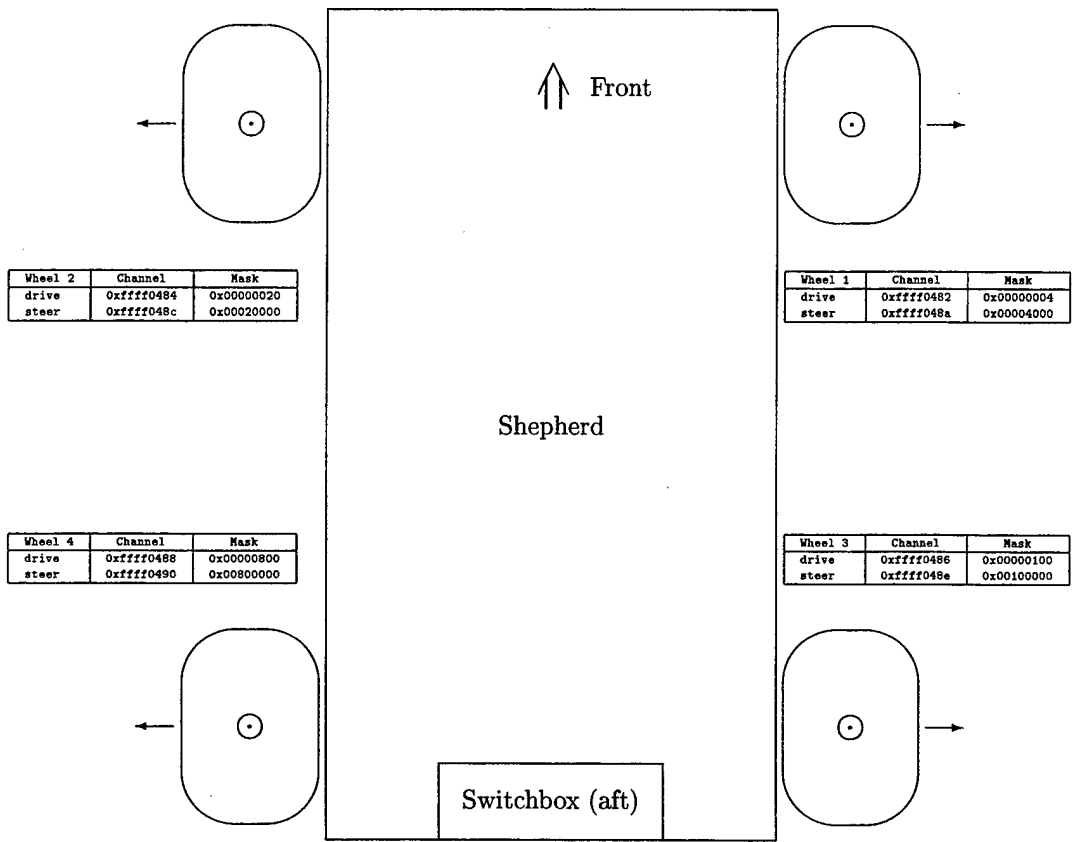 Front
Wheel 2 Channel Mask
drive 0xffff0484 0x00000020
steer 0xffff048c 0x00020000
Wheel 1 Channel Mask
drive 0xffff0482 0x00000004
steer 0xffff048a 0x00004000
Shepherd
Wheel 4 Channel Mask
drive 0xffff0488 0x00000800
steer 0xffff0490 0x00800000
Wheel 3 Channel Mask
drive 0xffff0486 0x00000100
steer 0xffff048e 0x00100000
Switchbox (aft)